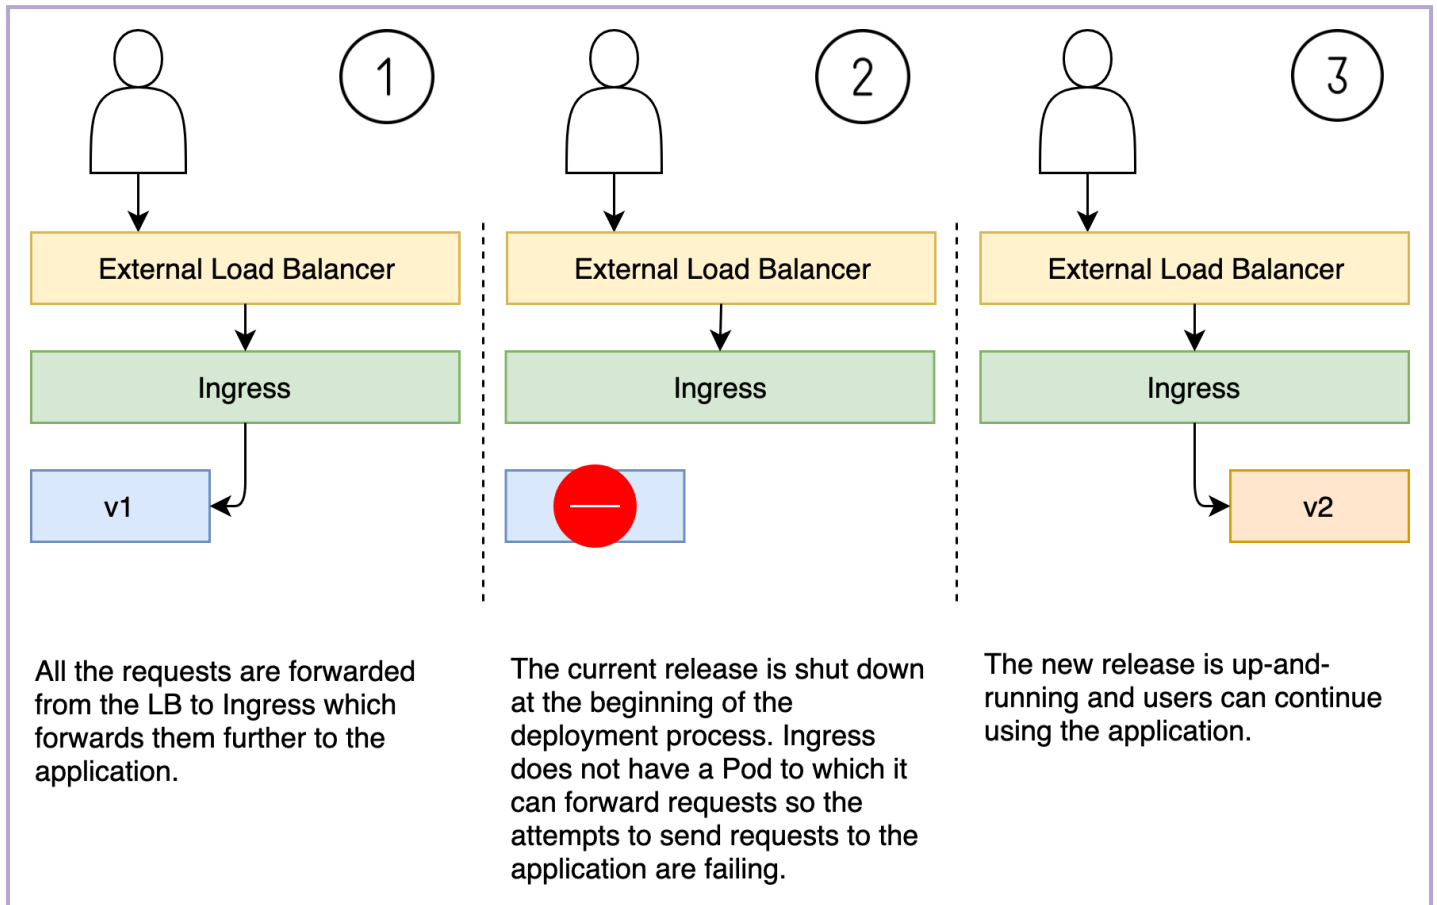 1
External Load Balancer
Ingress
v1
All the requests are forwarded
from the LB to Ingress which
forwards them further to the
application.
2
External Load Balancer
Ingress
The current release is shut down
at the beginning of the
deployment process. Ingress
does not have a Pod to which it
can forward requests so the
attempts to send requests to the
application are failing.
3
External Load Balancer
Ingress
v2
The new release is up-and-
running and users can continue
using the application.